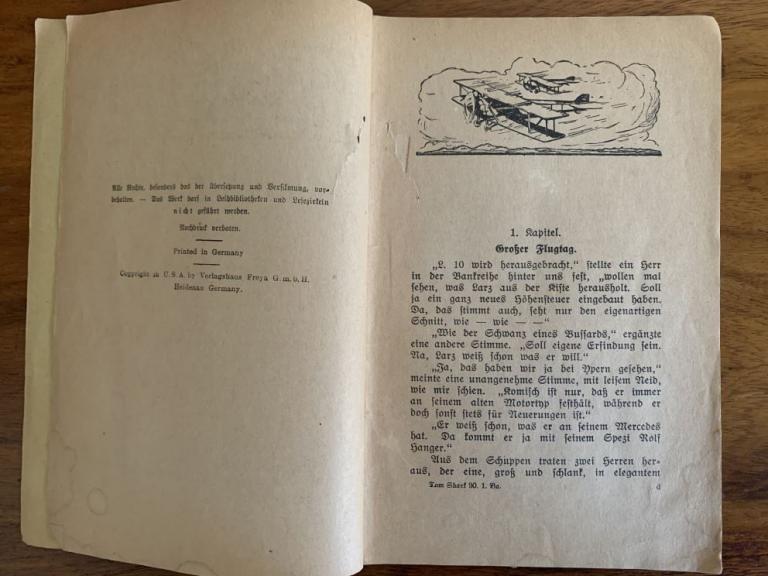 Alle Rechte, besonders das der Übersetzung und Verfilmung, vor-
behalten. — Das Werk darf in Leihbibliotheken und Lesezirkeln
nicht geführt werden.
Nachdruck verboten.
Printed in Germany
Copyright in U.S.A. by Verlagshaus Freya G.m.b.H.
Heidenau Germany.
1. Kapitel.
Großer Flugtag.
„L. 10 wird herausgebracht,“ stellte ein Herr
in der Bankreihe hinter uns fest, „wollen mal
sehen, was Larz aus der Kiste herausholt. Soll
ja ein ganz neues Höhensteuer eingebaut haben.
Da, das stimmt auch, seht nur den eigenartigen
Schnitt, wie — wie — —“
„Wie der Schwanz eines Bussards,“ ergänzte
eine andere Stimme. „Soll eigene Erfindung sein.
Na, Larz weiß schon was er will.“
„Ja, das haben wir ja bei Ypern gesehen,“
meinte eine unangenehme Stimme, mit leisem Neid,
wie mir schien. „Komisch ist nur, daß er immer
an seinem alten Motortyp festhält, während er
doch sonst stets für Neuerungen ist.“
„Er weiß schon, was er an seinem Mercedes
hat. Da kommt er ja mit seinem Spezi Rolf
Hanger.“
Aus dem Schuppen traten zwei Herren her-
aus, der eine, groß und schlank, in elegantem
Tom Shark 90. 1. Ba.